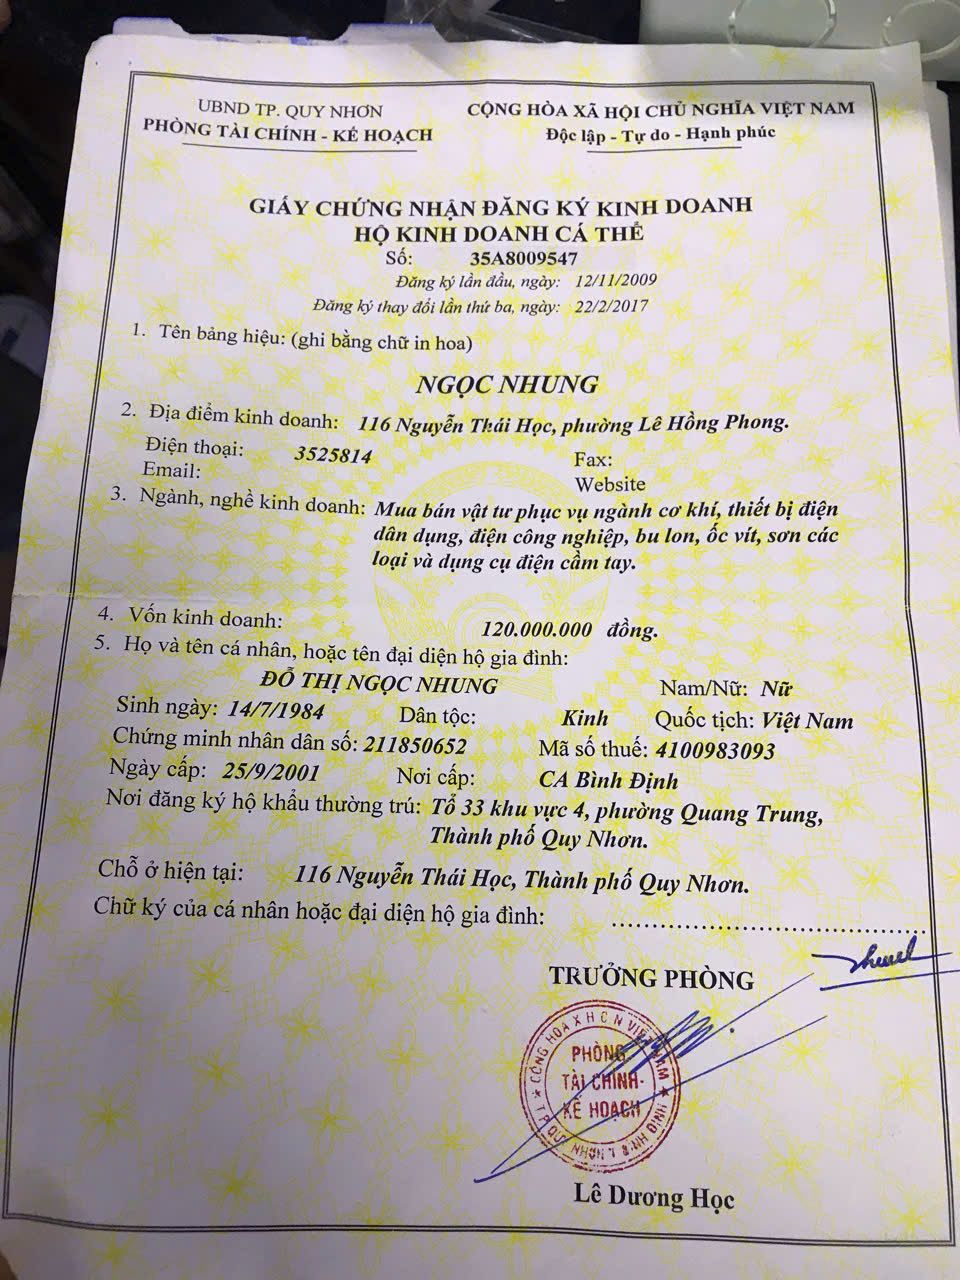 UBND TP. QUY NHƠN
PHÒNG TÀI CHÍNH - KẾ HOẠCH
CỘNG HÒA XÃ HỘI CHỦ NGHĨA VIỆT NAM
Độc lập - Tự do - Hạnh phúc
GIẤY CHỨNG NHẬN ĐĂNG KÝ KINH DOANH
HỘ KINH DOANH CÁ THỂ
Số: 35A8009547
Đăng ký lần đầu, ngày: 12/11/2009
Đăng ký thay đổi lần thứ ba, ngày: 22/2/2017
1. Tên bảng hiệu: (ghi bằng chữ in hoa)
NGỌC NHUNG
2. Địa điểm kinh doanh: 116 Nguyễn Thái Học, phường Lê Hồng Phong.
Điện thoại: 3525814 Fax:
Email: Website
3. Ngành, nghề kinh doanh: Mua bán vật tư phục vụ ngành cơ khí, thiết bị điện
dân dụng, điện công nghiệp, bu lon, ốc vít, sơn các
loại và dụng cụ điện cầm tay.
4. Vốn kinh doanh: 120.000.000 đồng.
5. Họ và tên cá nhân, hoặc tên đại diện hộ gia đình:
ĐỖ THỊ NGỌC NHUNG Nam/Nữ: Nữ
Sinh ngày: 14/7/1984 Dân tộc: Kinh Quốc tịch: Việt Nam
Chứng minh nhân dân số: 211850652 Mã số thuế: 4100983093
Ngày cấp: 25/9/2001 Nơi cấp: CA Bình Định
Nơi đăng ký hộ khẩu thường trú: Tổ 33 khu vực 4, phường Quang Trung,
Thành phố Quy Nhơn.
Chỗ ở hiện tại: 116 Nguyễn Thái Học, Thành phố Quy Nhơn.
Chữ ký của cá nhân hoặc đại diện hộ gia đình: ........................................
TRƯỞNG PHÒNG
CỘNG HÒA X H C N VIỆT NAM
PHÒNG
TÀI CHÍNH-
KẾ HOẠCH
Lê Dương Học